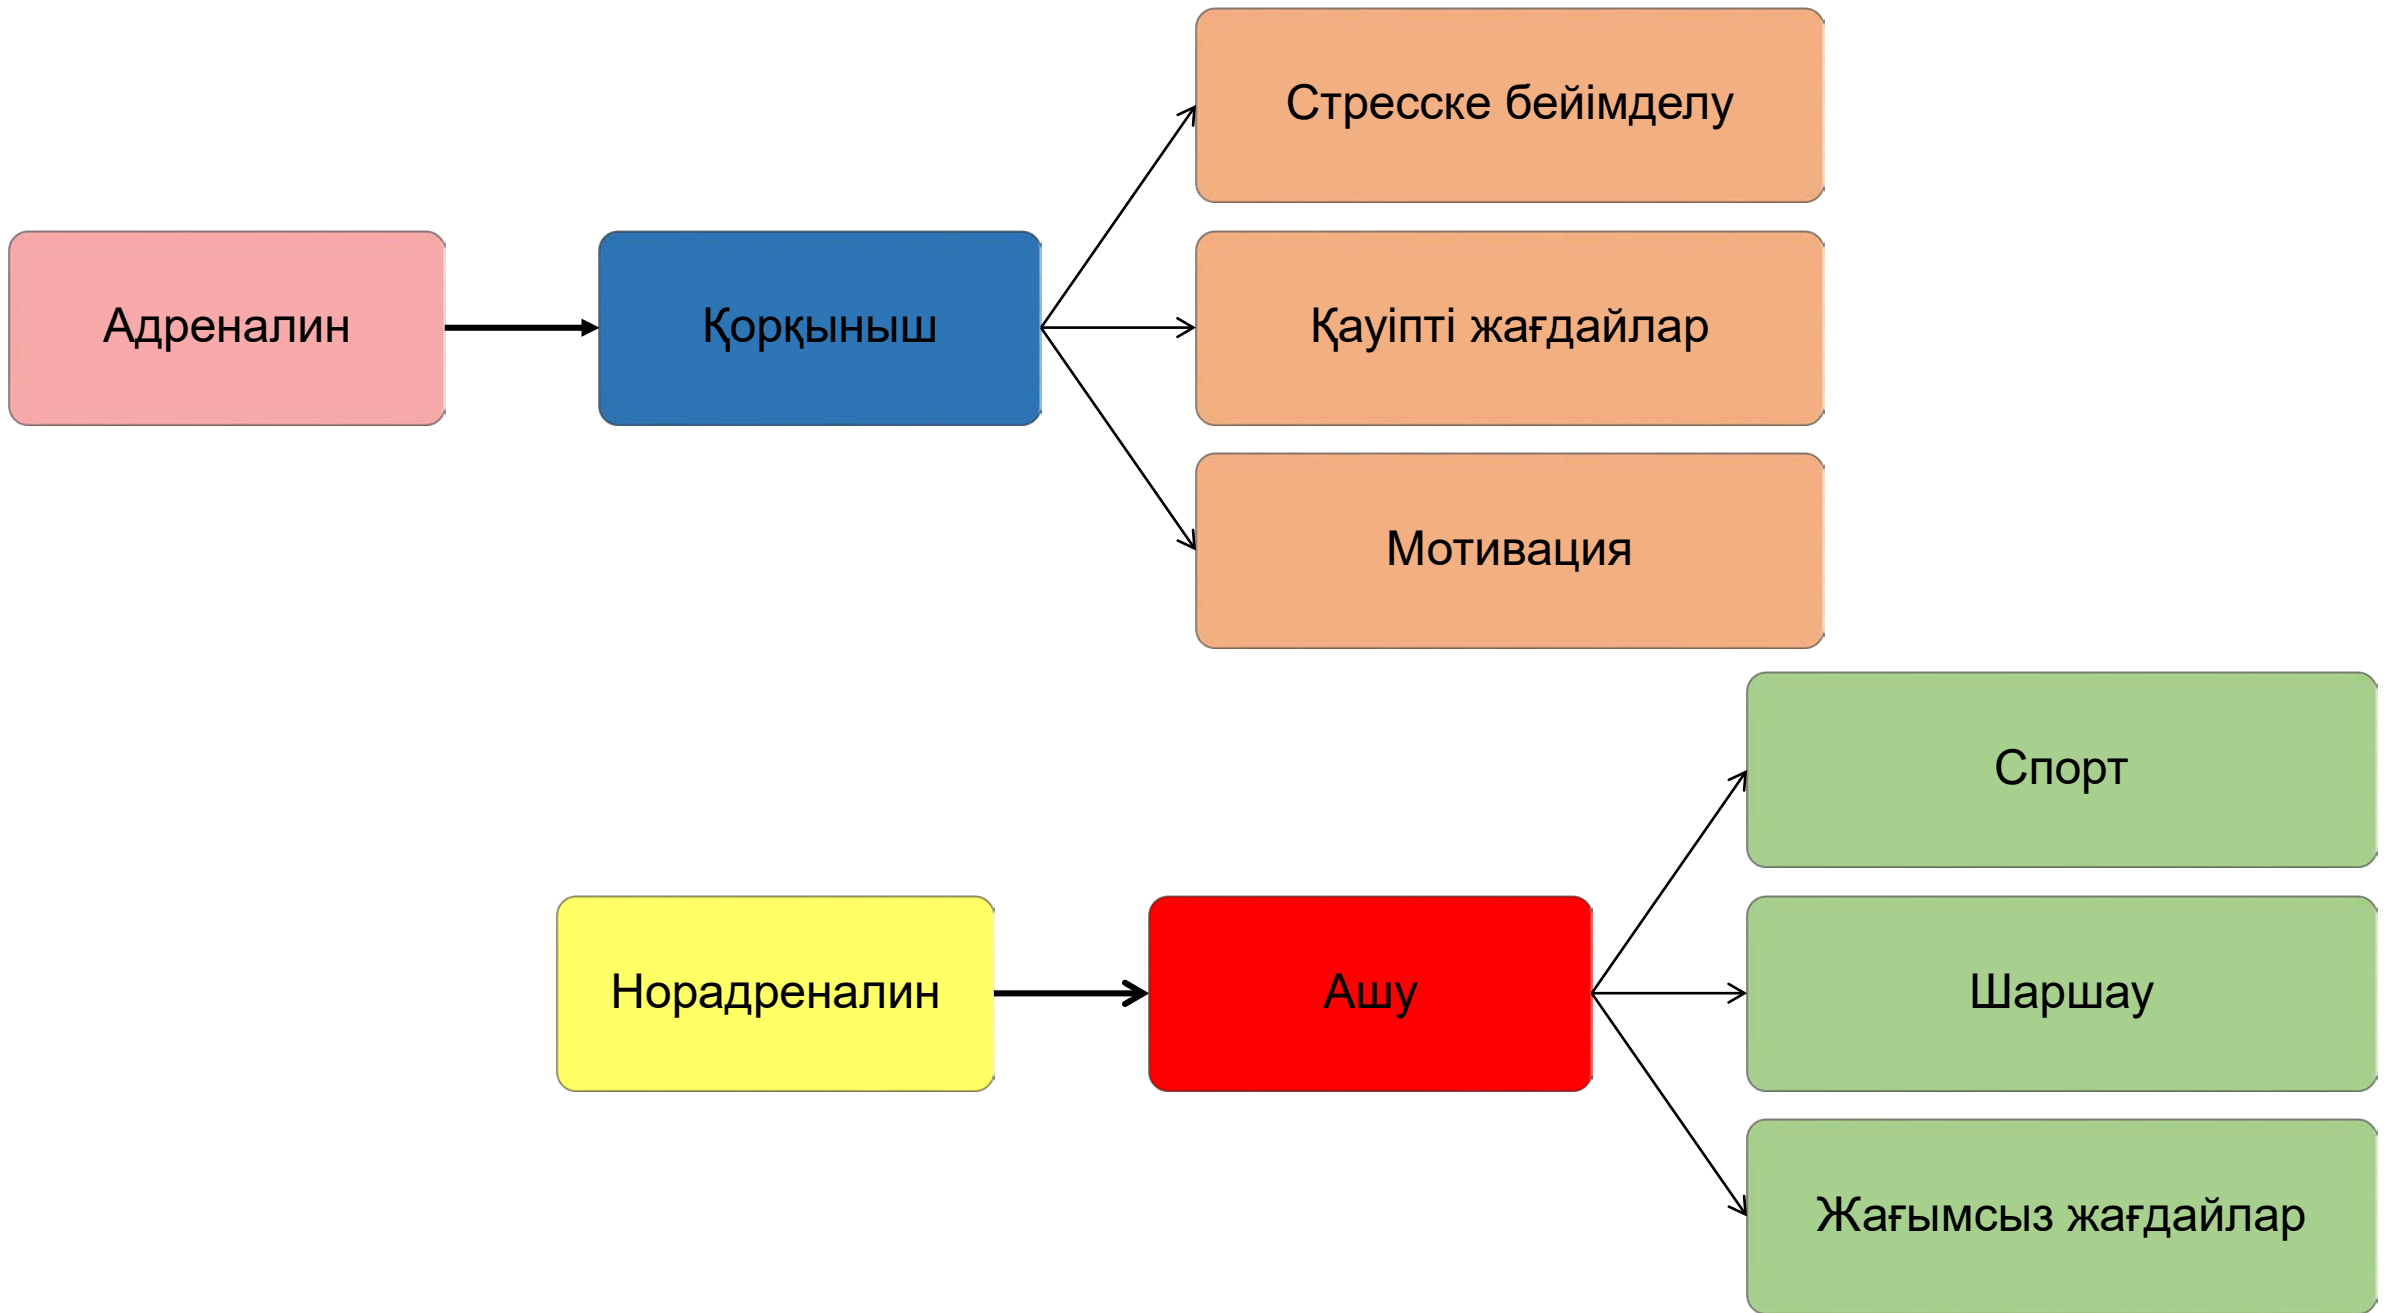 Стресске бейімделу
Адреналин
Қорқыныш
Қауіпті жағдайлар
Мотивация
Спорт
Норадреналин
Ашу
Шаршау
Жағымсыз жағдайлар